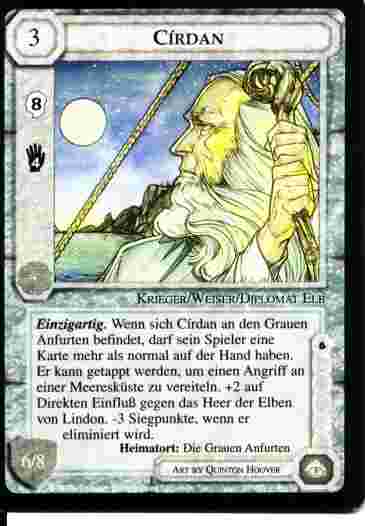 3
CÍRDAN
8
4
KRIEGER/WEISER/DIPLOMAT ELB
Einzigartig. Wenn sich Círdan an den Grauen
Anfurten befindet, darf sein Spieler eine
Karte mehr als normal auf der Hand haben.
Er kann getappt werden, um einen Angriff an
einer Meeresküste zu vereiteln. +2 auf
Direkten Einfluß gegen das Heer der Elben
von Lindon. -3 Siegpunkte, wenn er
eliminiert wird.
6
Heimatort: Die Grauen Anfurten
6/8
ART BY QUINTON HOOVER